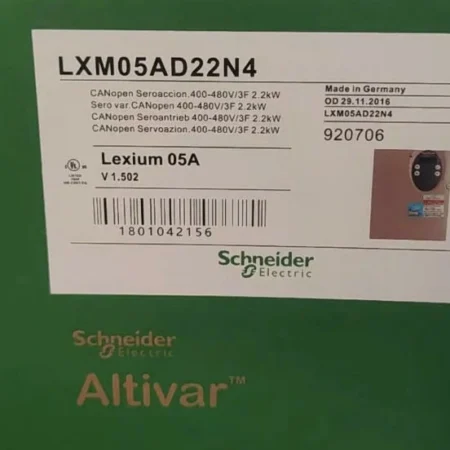 LXM05AD22N4
CANopen Seroaccion.400-480V/3F 2.2kW
Sero var.CANopen 400-480V/3F 2.2kW
CANopen Seroantrieb 400-480V/3F 2.2kW
CANopen Servoazion.400-480V/3F 2.2kW
Made in Germany
OD 29.11.2016
LXM05AD22N4
920706
Lexium 05A
V 1.502
1801042156
Schneider
Electric
Schneider
Electric
Altivar™